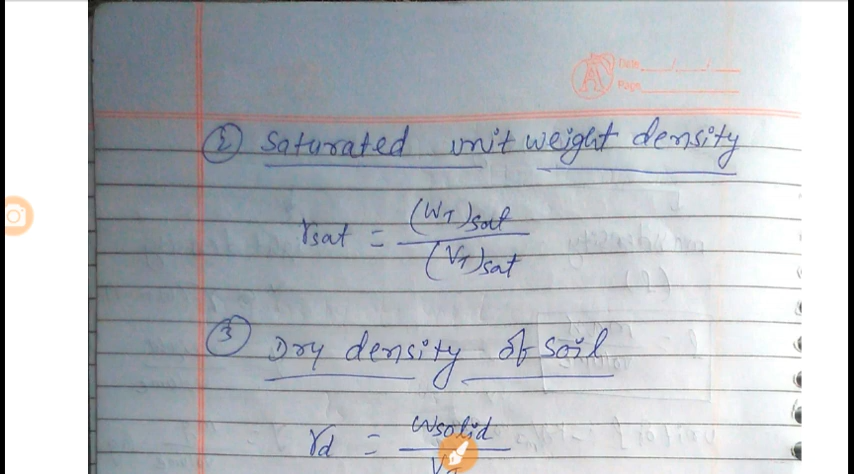 Date
Page
② Saturated unit weight density
γsat = (WT)sat / (VT)sat
③ Dry density of soil
γd = Wsolid / VT